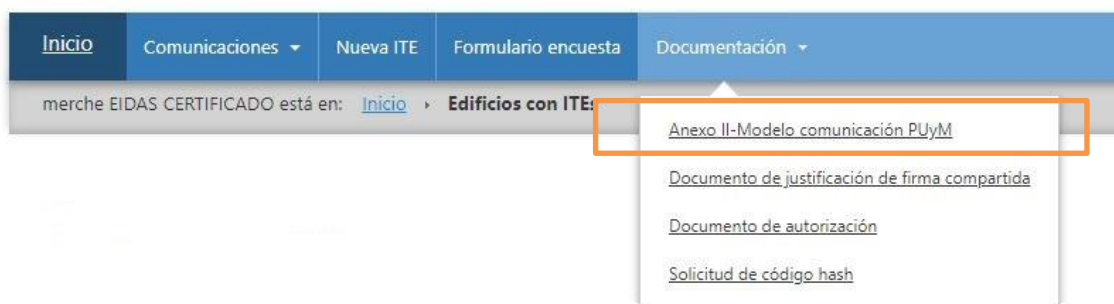 Inicio Comunicaciones Nueva ITE Formulario encuesta Documentación
merche EIDAS CERTIFICADO está en: Inicio › Edificios con ITEs
Anexo II-Modelo comunicación PUyM
Documento de justificación de firma compartida
Documento de autorización
Solicitud de código hash